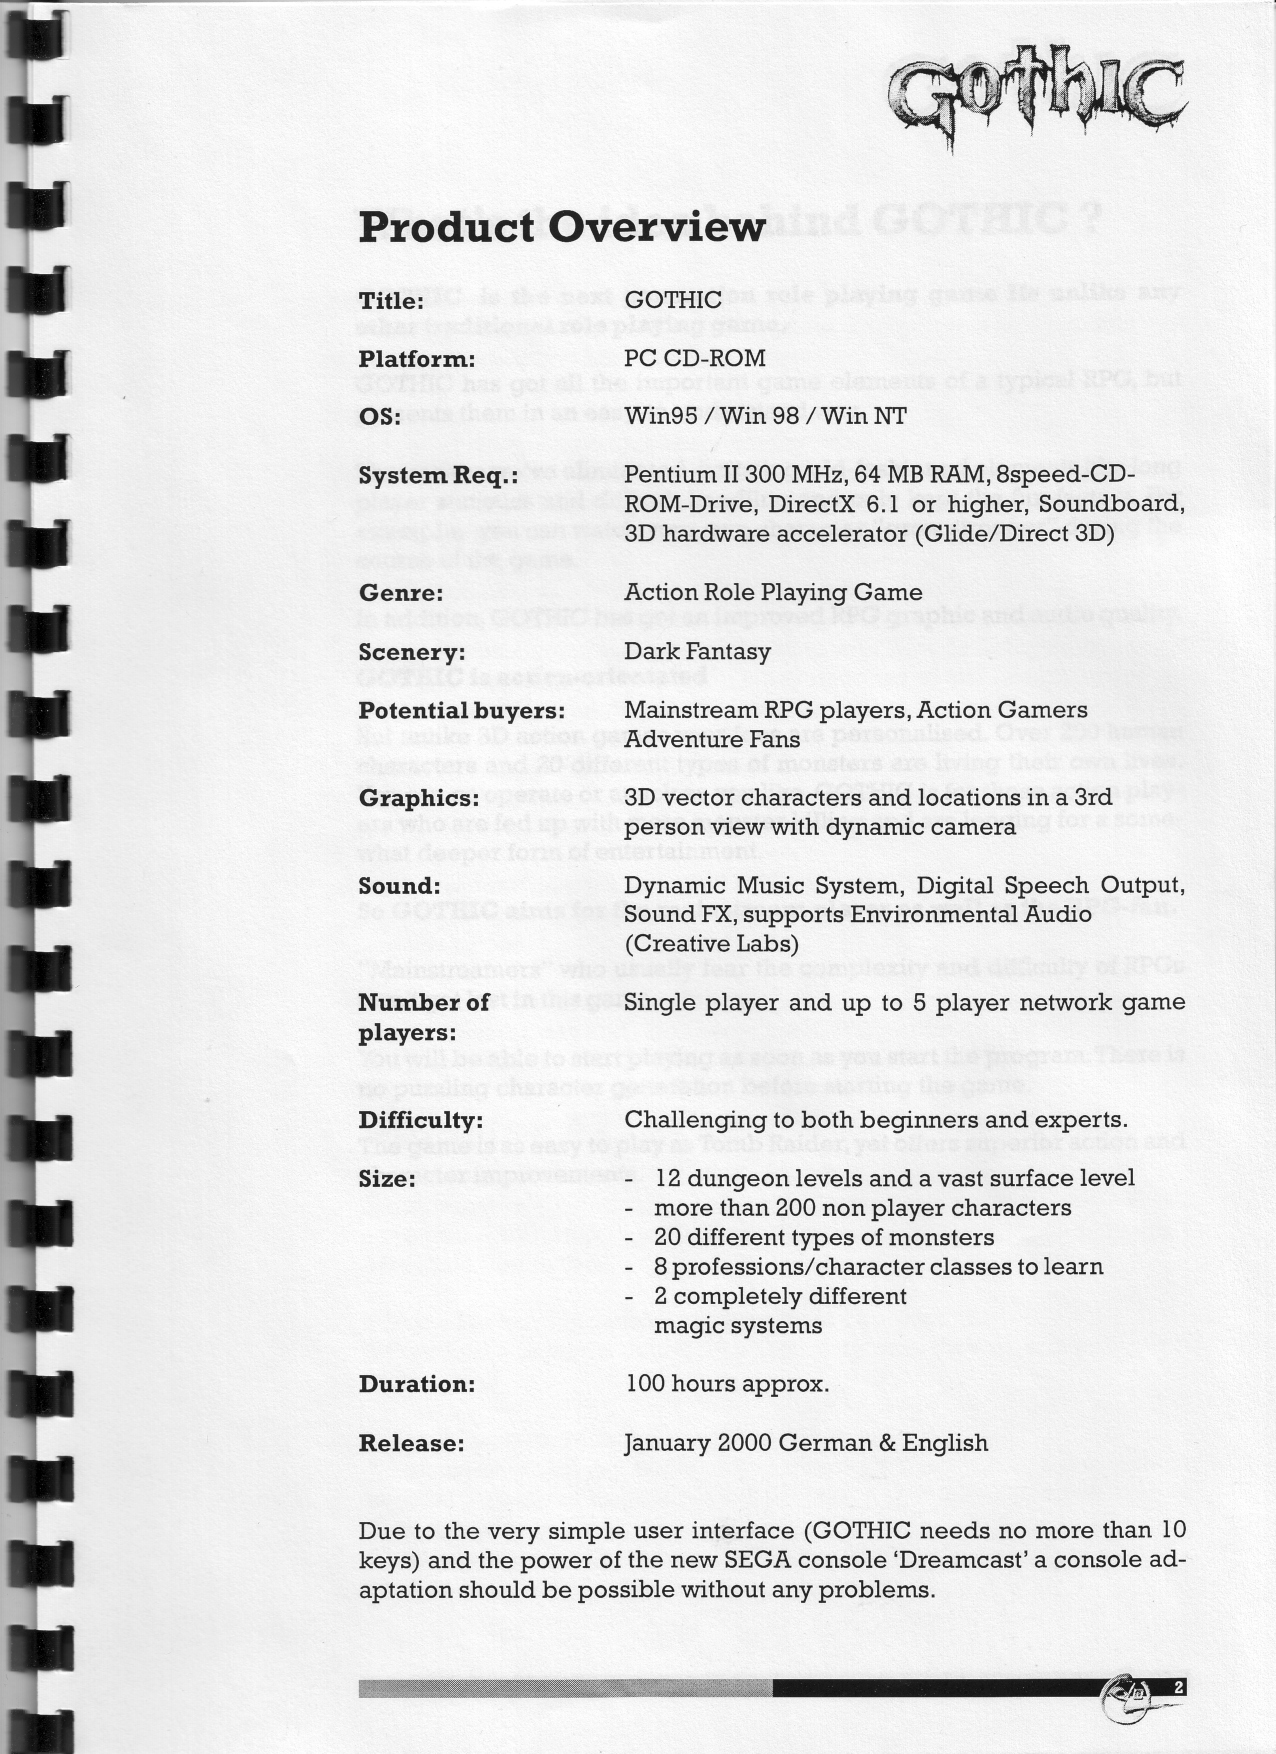 GOTHIC
Product Overview
Title: GOTHIC
Platform: PC CD-ROM
OS: Win95 / Win 98 / Win NT
System Req.: Pentium II 300 MHz, 64 MB RAM, 8speed-CD-
ROM-Drive, DirectX 6.1 or higher, Soundboard,
3D hardware accelerator (Glide/Direct 3D)
Genre: Action Role Playing Game
Scenery: Dark Fantasy
Potential buyers: Mainstream RPG players, Action Gamers
Adventure Fans
Graphics: 3D vector characters and locations in a 3rd
person view with dynamic camera
Sound: Dynamic Music System, Digital Speech Output,
Sound FX, supports Environmental Audio
(Creative Labs)
Number of Single player and up to 5 player network game
players:
Difficulty: Challenging to both beginners and experts.
Size: - 12 dungeon levels and a vast surface level
- more than 200 non player characters
- 20 different types of monsters
- 8 professions/character classes to learn
- 2 completely different
magic systems
Duration: 100 hours approx.
Release: January 2000 German & English
Due to the very simple user interface (GOTHIC needs no more than 10
keys) and the power of the new SEGA console ‘Dreamcast’ a console ad-
aptation should be possible without any problems.
2